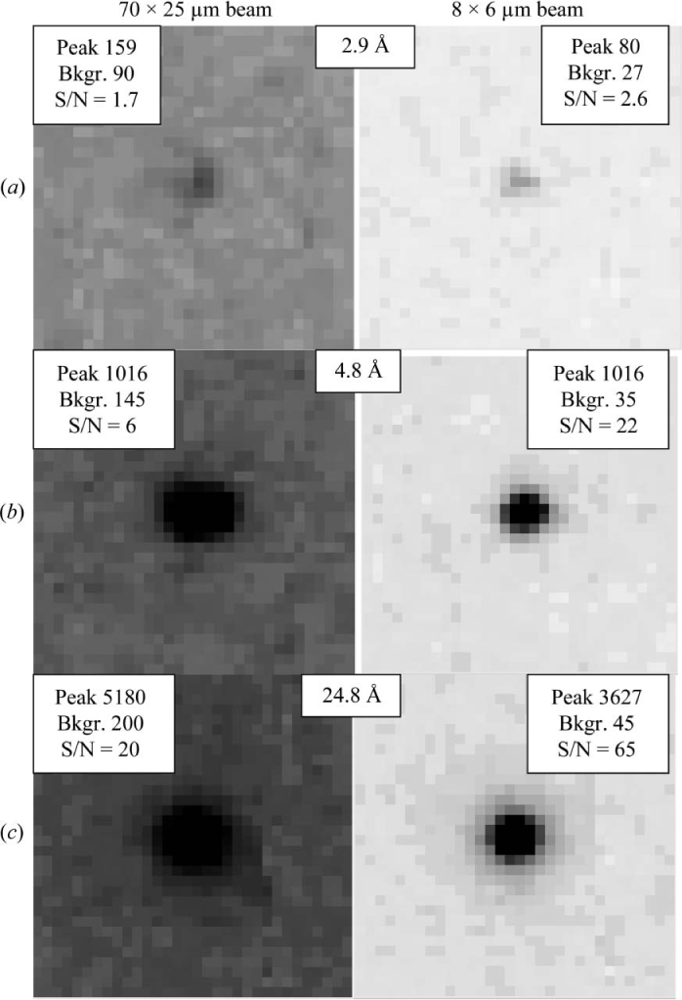 70 × 25 µm beam
8 × 6 µm beam
Peak 159
Bkgr. 90
S/N = 1.7
2.9 Å
Peak 80
Bkgr. 27
S/N = 2.6
(a)
Peak 1016
Bkgr. 145
S/N = 6
4.8 Å
Peak 1016
Bkgr. 35
S/N = 22
(b)
Peak 5180
Bkgr. 200
S/N = 20
24.8 Å
Peak 3627
Bkgr. 45
S/N = 65
(c)